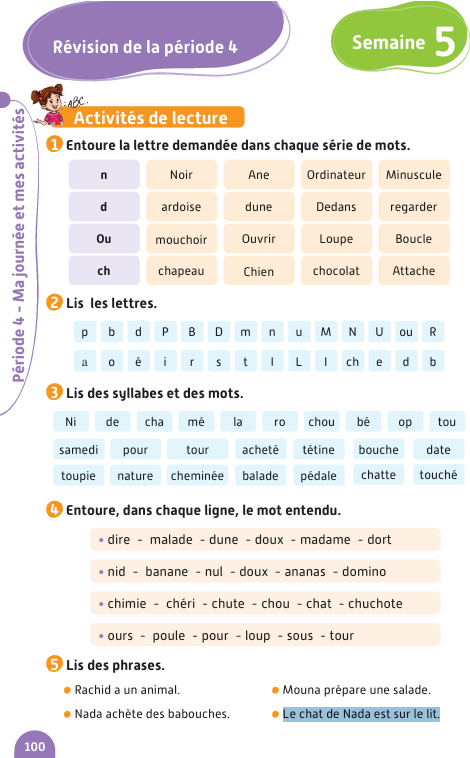 Révision de la période 4
Semaine 5
ABC
Activités de lecture
Période 4 - Ma journée et mes activités
1 Entoure la lettre demandée dans chaque série de mots.
n Noir Ane Ordinateur Minuscule
d ardoise dune Dedans regarder
Ou mouchoir Ouvrir Loupe Boucle
ch chapeau Chien chocolat Attache
2 Lis les lettres.
p b d P B D m n u M N U ou R
a o é i r s t I L I ch e d b
3 Lis des syllabes et des mots.
Ni de cha mé la ro chou bé op tou
samedi pour tour acheté tétine bouche date
toupie nature cheminée balade pédale chatte touché
4 Entoure, dans chaque ligne, le mot entendu.
• dire - malade - dune - doux - madame - dort
• nid - banane - nul - doux - ananas - domino
• chimie - chéri - chute - chou - chat - chuchote
• ours - poule - pour - loup - sous - tour
5 Lis des phrases.
• Rachid a un animal. • Mouna prépare une salade.
• Nada achète des babouches. • Le chat de Nada est sur le lit.
100